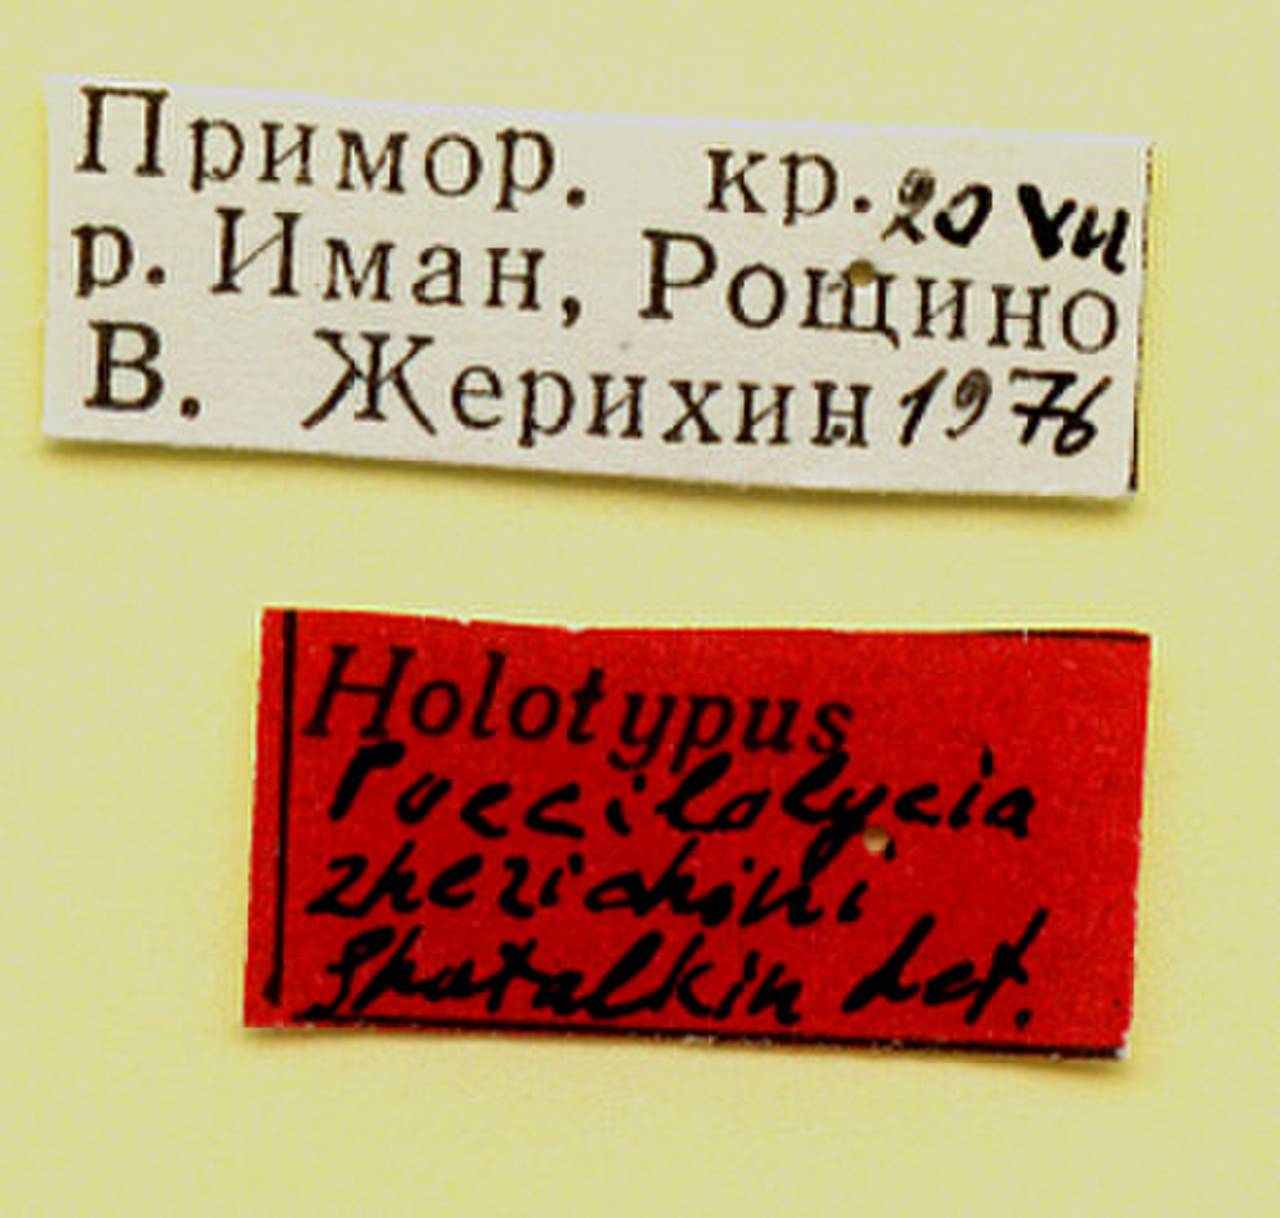 Примор. кр. 20 VII
р. Иман, Рощино
В. Жерихин 1976
Holotypus
Poecilolycia
zherichini
Shatalkin det.